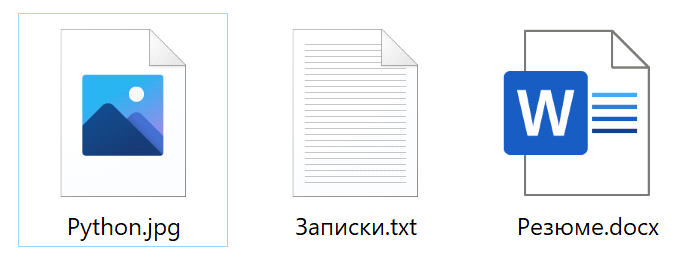 W
Python.jpg
Записки.txt
Резюме.docx